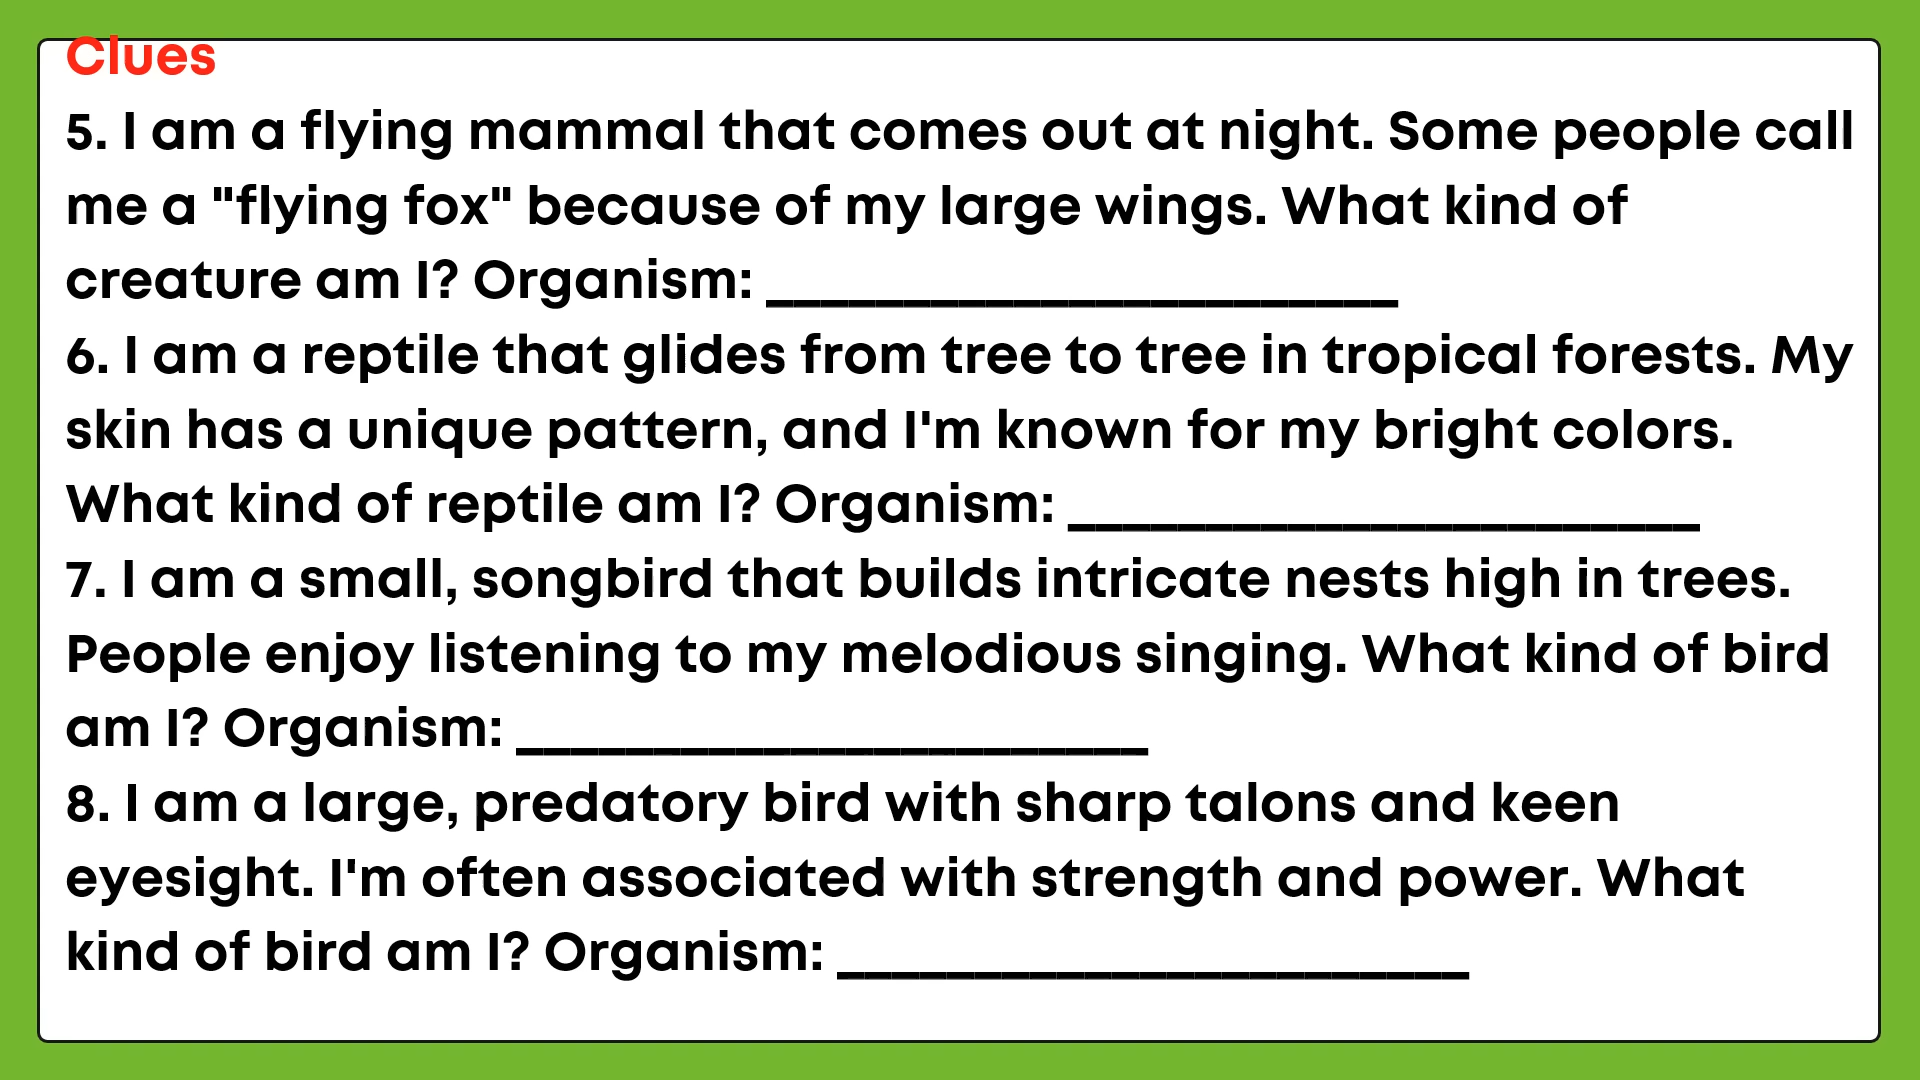 Clues
5. I am a flying mammal that comes out at night. Some people call
me a "flying fox" because of my large wings. What kind of
creature am I? Organism: _______________________
6. I am a reptile that glides from tree to tree in tropical forests. My
skin has a unique pattern, and I'm known for my bright colors.
What kind of reptile am I? Organism: _______________________
7. I am a small, songbird that builds intricate nests high in trees.
People enjoy listening to my melodious singing. What kind of bird
am I? Organism: _______________________
8. I am a large, predatory bird with sharp talons and keen
eyesight. I'm often associated with strength and power. What
kind of bird am I? Organism: _______________________